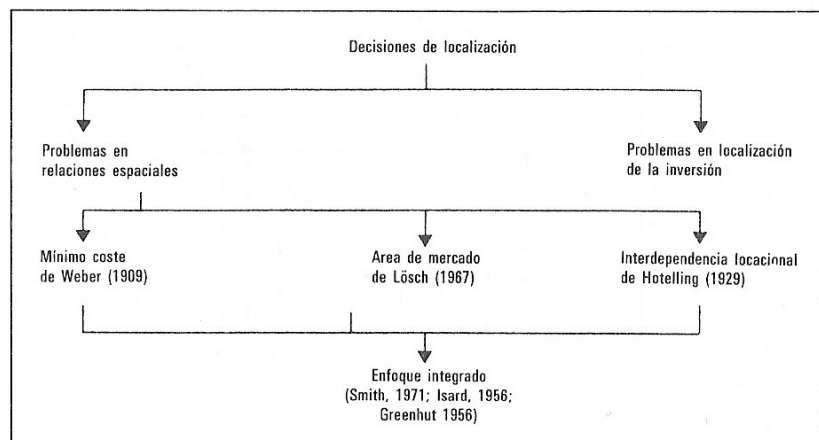 Decisiones de localización
Problemas en
relaciones espaciales
Problemas en localización
de la inversión
Mínimo coste
de Weber (1909)
Area de mercado
de Lösch (1967)
Interdependencia locacional
de Hotelling (1929)
Enfoque integrado
(Smith, 1971; Isard, 1956;
Greenhut 1956)